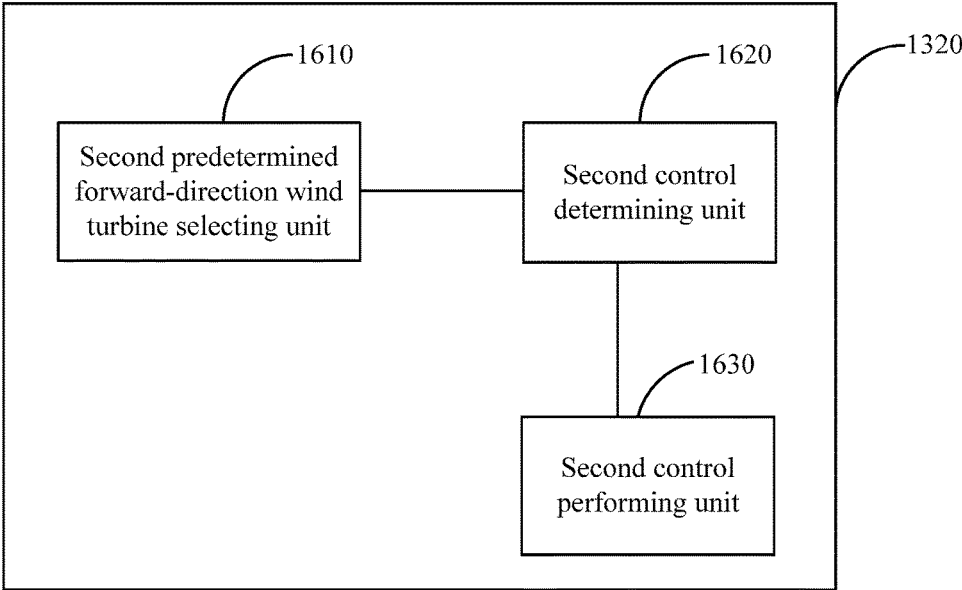 1610
1620
1320
Second predetermined
forward-direction wind
turbine selecting unit
Second control
determining unit
1630
Second control
performing unit